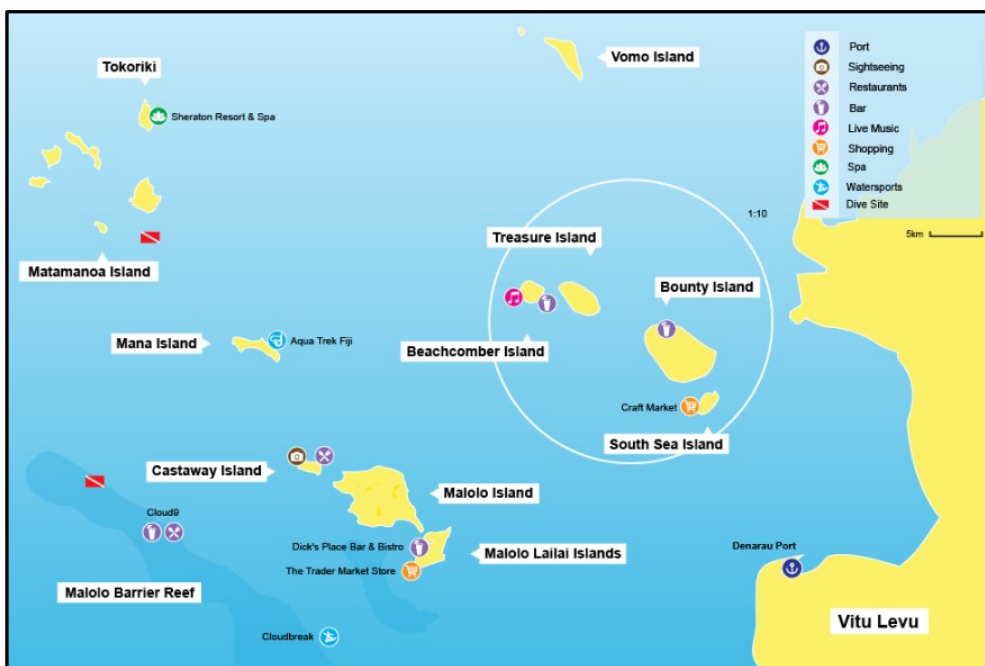 Vomo Island
Tokoriki
Sheraton Resort & Spa
Port
Sightseeing
Restaurants
Bar
Live Music
Shopping
Spa
Watersports
Dive Site
1:10
5km
Treasure Island
Matamanoa Island
Bounty Island
Mana Island
Aqua Trek Fiji
Beachcomber Island
Craft Market
South Sea Island
Castaway Island
Malolo Island
Cloud9
Dick's Place Bar & Bistro
Malolo Lailai Islands
Denarau Port
The Trader Market Store
Malolo Barrier Reef
Vitu Levu
Cloudbreak